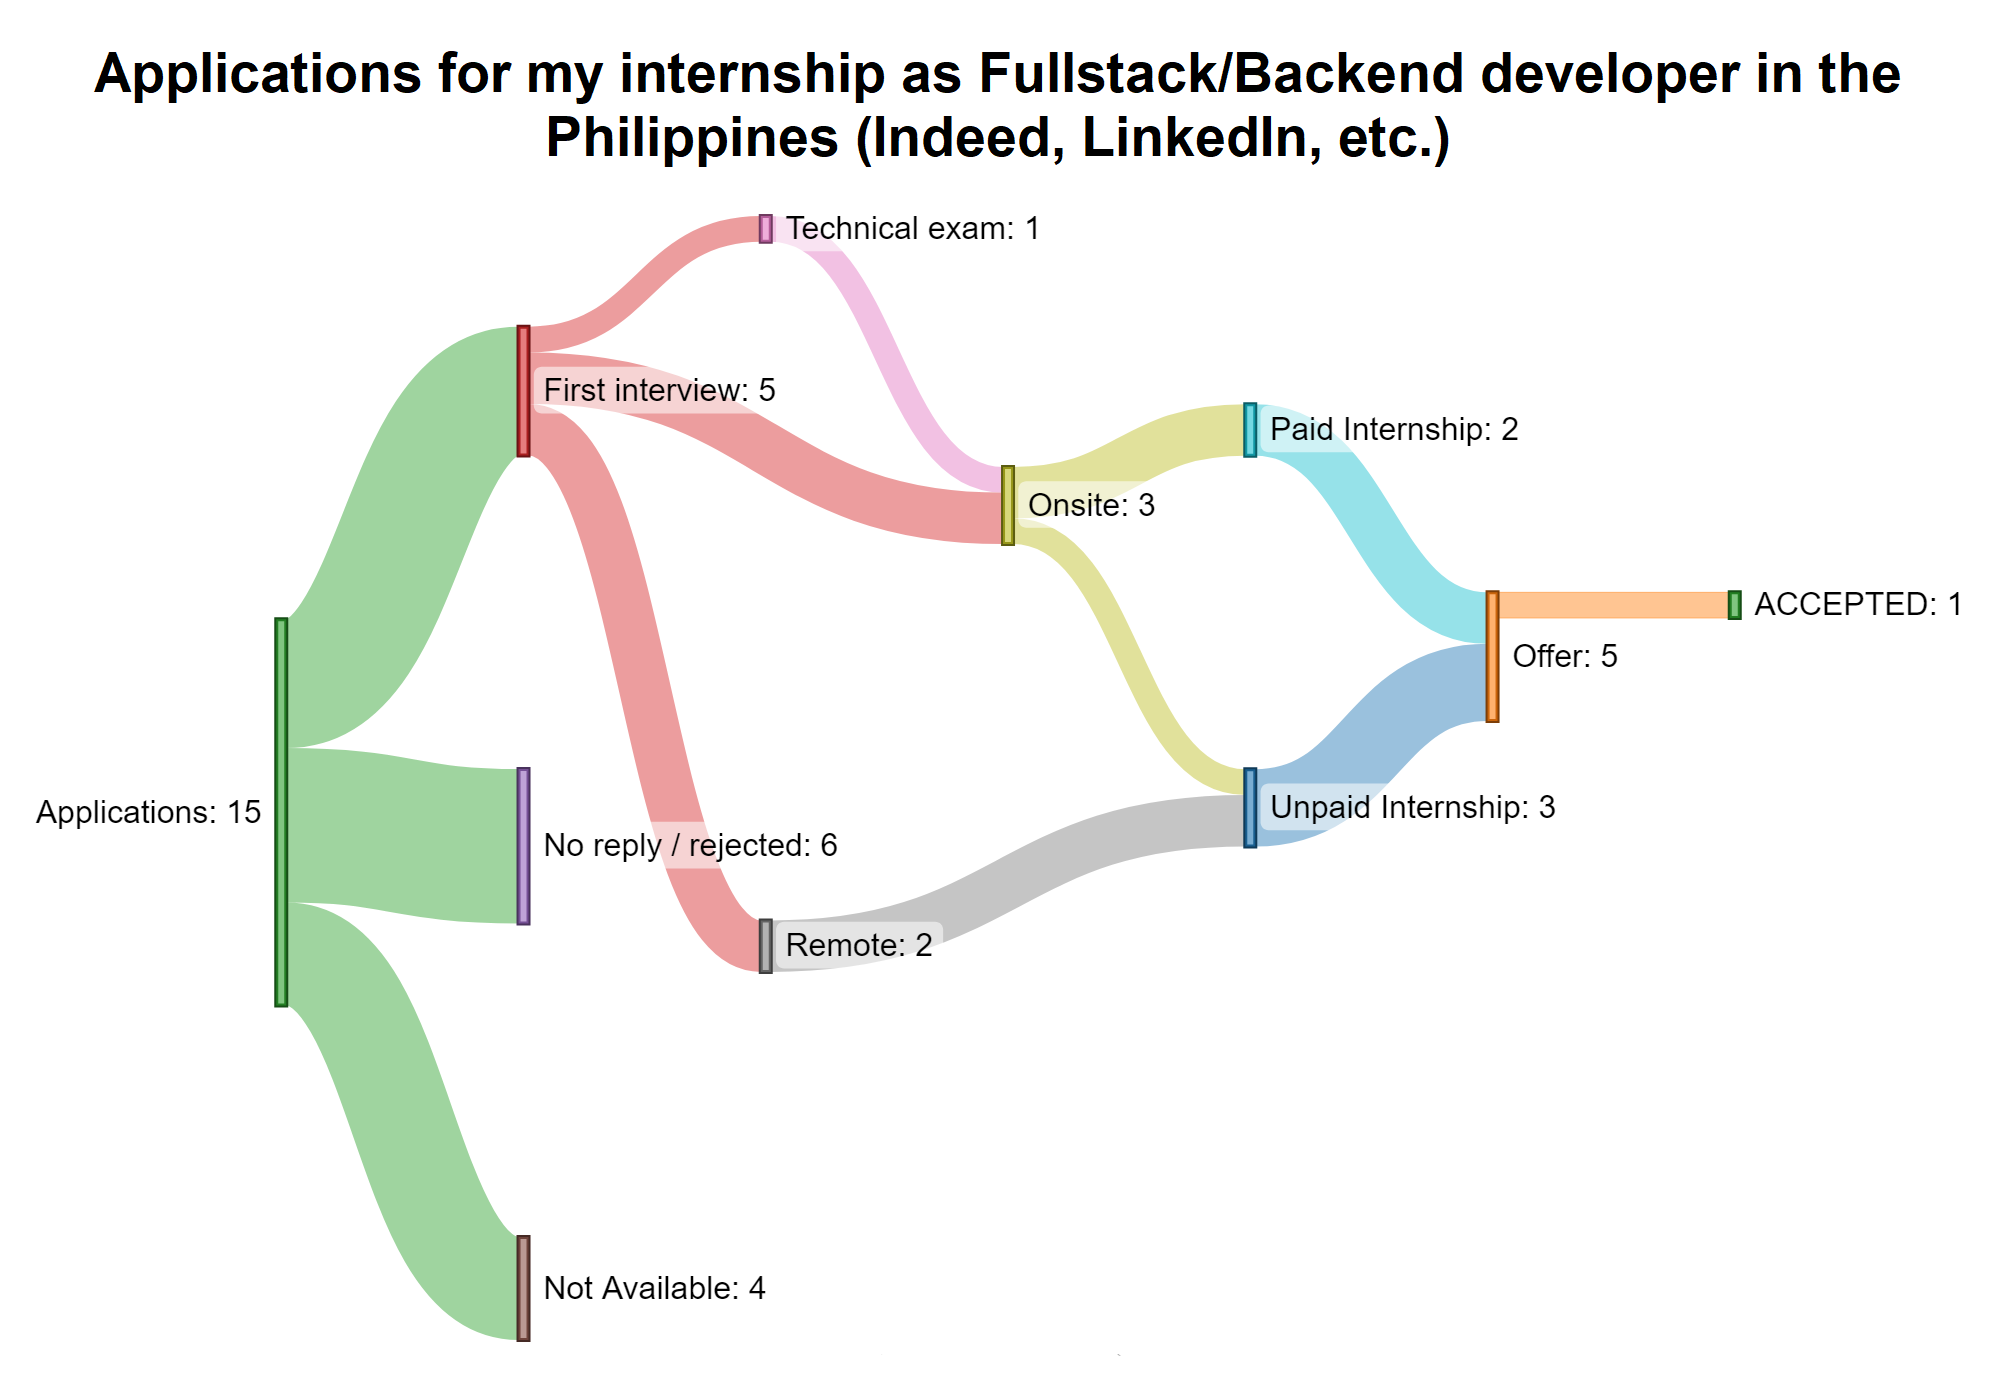 Applications for my internship as Fullstack/Backend developer in the
Philippines (Indeed, LinkedIn, etc.)
Technical exam: 1
First interview: 5
Paid Internship: 2
Onsite: 3
ACCEPTED: 1
Offer: 5
Applications: 15
Unpaid Internship: 3
No reply / rejected: 6
Remote: 2
Not Available: 4